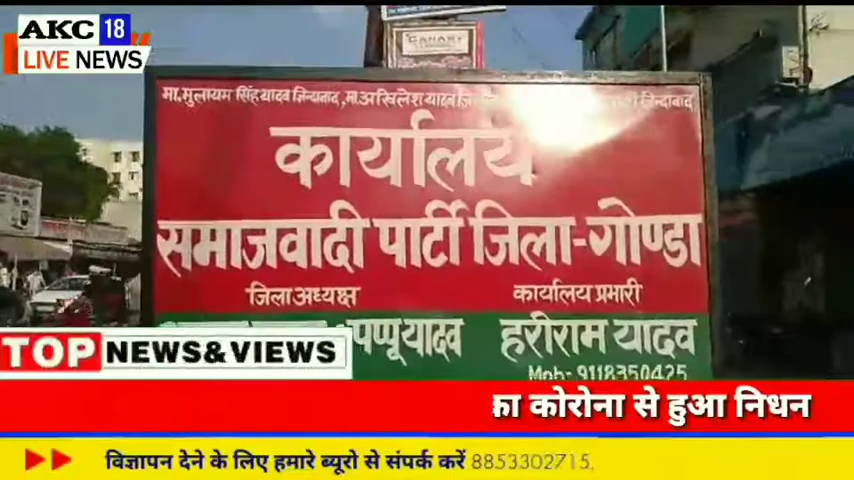 AKC 18
LIVE NEWS
मा.मुलायम सिंह यादव जिन्दाबाद, मा.अखिलेश यादव जि जिन्दाबाद
कार्यालय
समाजवादी पार्टी जिला-गोण्डा
जिलाअध्यक्ष कार्यालय प्रभारी
पप्पू यादव हरीराम यादव
Mob:- 9118350425
TOP NEWS&VIEWS
का कोरोना से हुआ निधन
विज्ञापन देने के लिए हमारे ब्यूरो से संपर्क करें 8853302715,